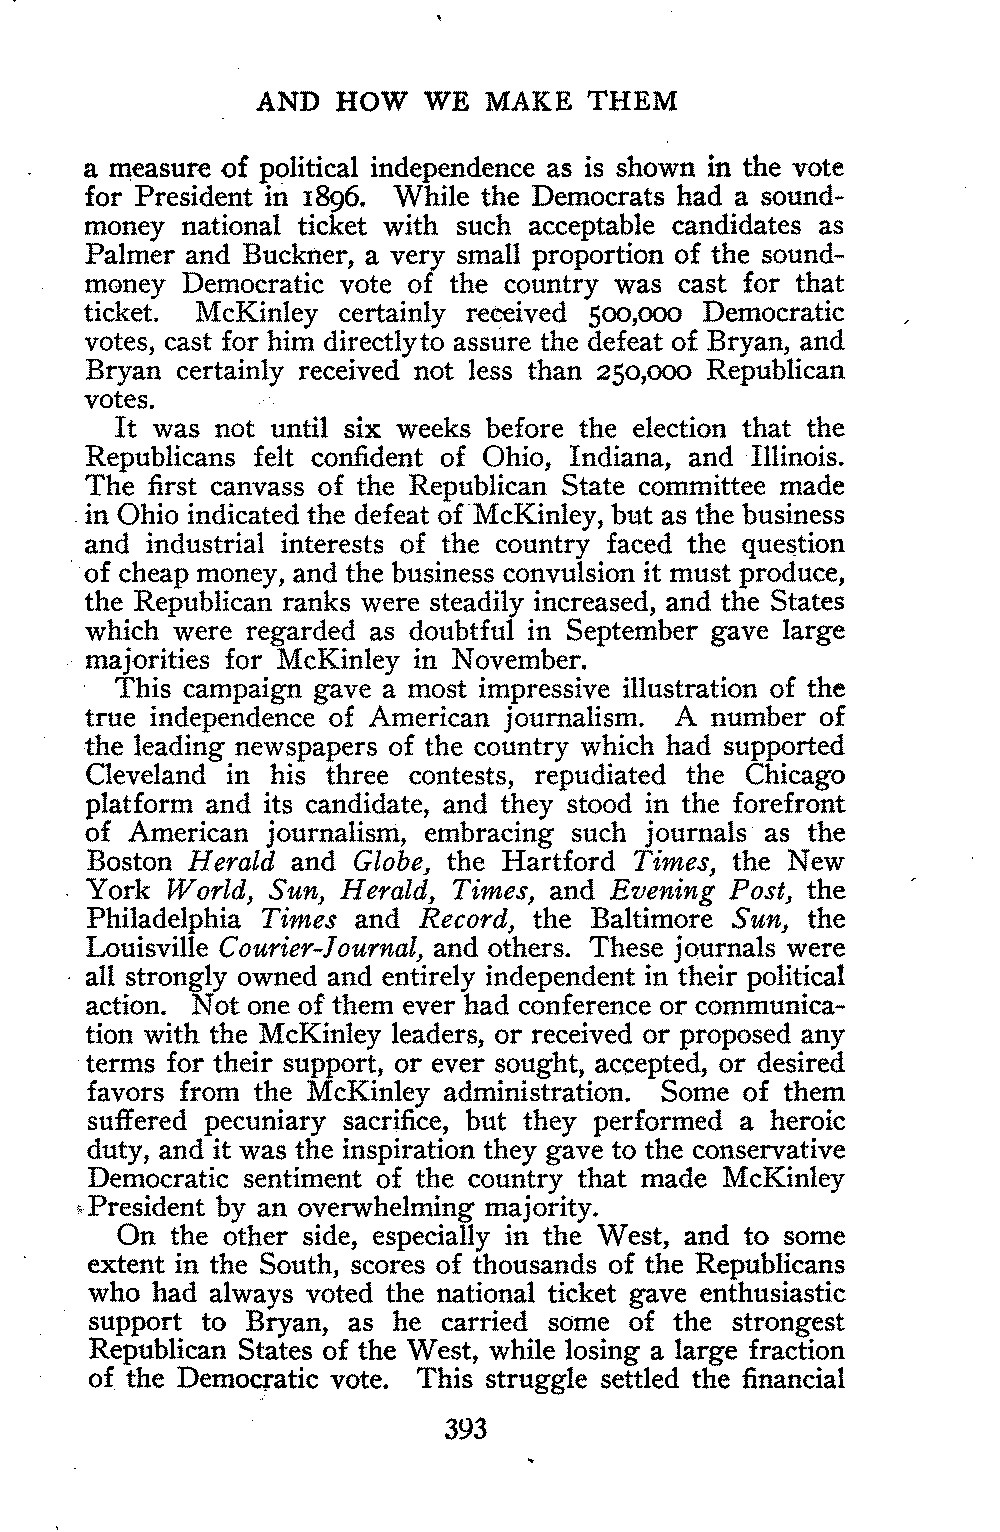 AND HOW WE MAKE THEM
a measure of political independence as is shown in the vote
for President in 1896. While the Democrats had a sound-
money national ticket with such acceptable candidates as
Palmer and Buckner, a very small proportion of the sound-
money Democratic vote of the country was cast for that
ticket. McKinley certainly received 500,000 Democratic
votes, cast for him directly to assure the defeat of Bryan, and
Bryan certainly received not less than 250,000 Republican
votes.
It was not until six weeks before the election that the
Republicans felt confident of Ohio, Indiana, and Illinois.
The first canvass of the Republican State committee made
in Ohio indicated the defeat of McKinley, but as the business
and industrial interests of the country faced the question
of cheap money, and the business convulsion it must produce,
the Republican ranks were steadily increased, and the States
which were regarded as doubtful in September gave large
majorities for McKinley in November.
This campaign gave a most impressive illustration of the
true independence of American journalism. A number of
the leading newspapers of the country which had supported
Cleveland in his three contests, repudiated the Chicago
platform and its candidate, and they stood in the forefront
of American journalism, embracing such journals as the
Boston Herald and Globe, the Hartford Times, the New
York World, Sun, Herald, Times, and Evening Post, the
Philadelphia Times and Record, the Baltimore Sun, the
Louisville Courier-Journal, and others. These journals were
all strongly owned and entirely independent in their political
action. Not one of them ever had conference or communica-
tion with the McKinley leaders, or received or proposed any
terms for their support, or ever sought, accepted, or desired
favors from the McKinley administration. Some of them
suffered pecuniary sacrifice, but they performed a heroic
duty, and it was the inspiration they gave to the conservative
Democratic sentiment of the country that made McKinley
President by an overwhelming majority.
On the other side, especially in the West, and to some
extent in the South, scores of thousands of the Republicans
who had always voted the national ticket gave enthusiastic
support to Bryan, as he carried some of the strongest
Republican States of the West, while losing a large fraction
of the Democratic vote. This struggle settled the financial
393